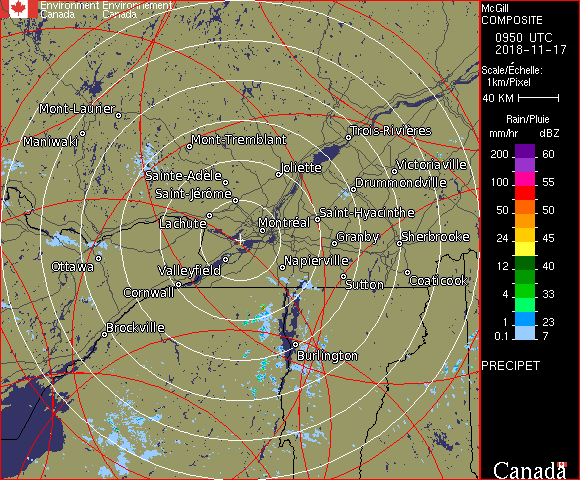 Environment Environnement
Canada Canada
Mont-Laurier
Maniwaki
Mont-Tremblant
Trois-Rivières
Joliette
Victoriaville
Sainte-Adèle
Drummondville
Saint-Jérôme
Lachute
Montréal
Saint-Hyacinthe
Granby
Sherbrooke
Ottawa
Valleyfield
Napierville
Sutton
Coaticook
Cornwall
Brockville
Burlington
McGill
COMPOSITE
0950 UTC
2018-11-17
Scale/Échelle:
1km/Pixel
40 KM
Rain/Pluie
mm/hr dBZ
200 60
55
100 55
50 50
24 45
12 40
4 33
1 23
0.1 7
PRECIPET
Canada